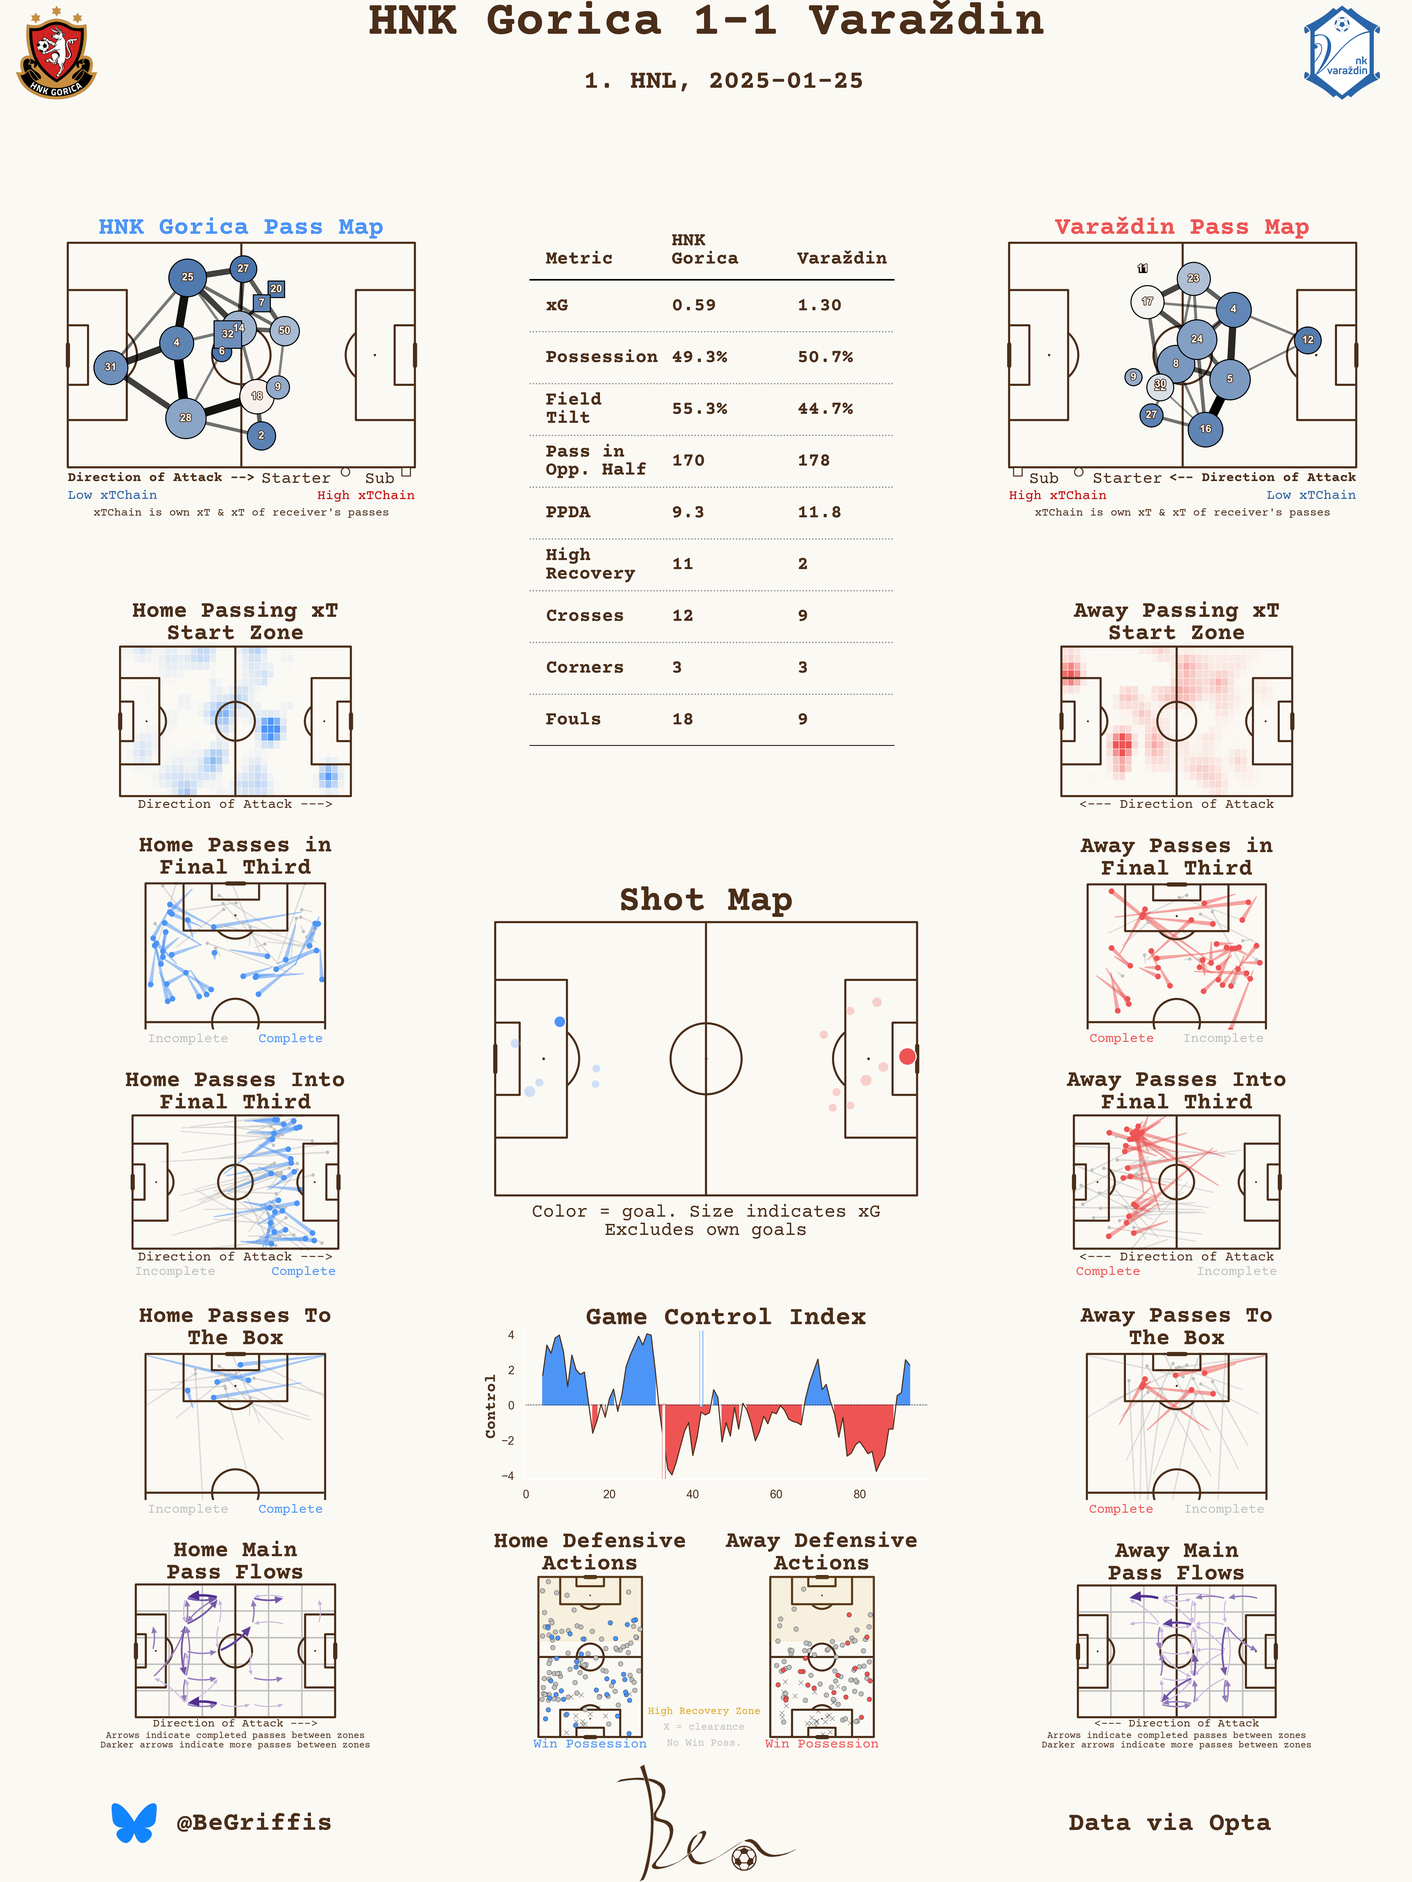 HNK Gorica 1-1 Varaždin
1. HNL, 2025-01-25
HNK GORICA
nk
varaždin
HNK Gorica Pass Map
25
27
20
7
14
32
50
4
6
31
9
18
28
2
Direction of Attack --> Starter Sub
Low xTChain High xTChain
xTChain is own xT & xT of receiver's passes
Metric HNK Gorica Varaždin
xG 0.59 1.30
Possession 49.3% 50.7%
Field Tilt 55.3% 44.7%
Pass in Opp. Half 170 178
PPDA 9.3 11.8
High Recovery 11 2
Crosses 12 9
Corners 3 3
Fouls 18 9
Varaždin Pass Map
11
23
17
4
24
12
8
9
30
5
27
16
Sub Starter <-- Direction of Attack
High xTChain Low xTChain
xTChain is own xT & xT of receiver's passes
Home Passing xT
Start Zone
Direction of Attack --->
Away Passing xT
Start Zone
<--- Direction of Attack
Home Passes in
Final Third
Incomplete Complete
Away Passes in
Final Third
Complete Incomplete
Shot Map
Color = goal. Size indicates xG
Excludes own goals
Home Passes Into
Final Third
Direction of Attack --->
Incomplete Complete
Away Passes Into
Final Third
<--- Direction of Attack
Complete Incomplete
Home Passes To
The Box
Incomplete Complete
Game Control Index
Control
4
2
0
−2
−4
0 20 40 60 80
Away Passes To
The Box
Complete Incomplete
Home Main
Pass Flows
Direction of Attack --->
Arrows indicate completed passes between zones
Darker arrows indicate more passes between zones
Home Defensive
Actions
Win Possession
Away Defensive
Actions
Win Possession
High Recovery Zone
X = clearance
No Win Poss.
Away Main
Pass Flows
<--- Direction of Attack
Arrows indicate completed passes between zones
Darker arrows indicate more passes between zones
@BeGriffis
Ben
Data via Opta